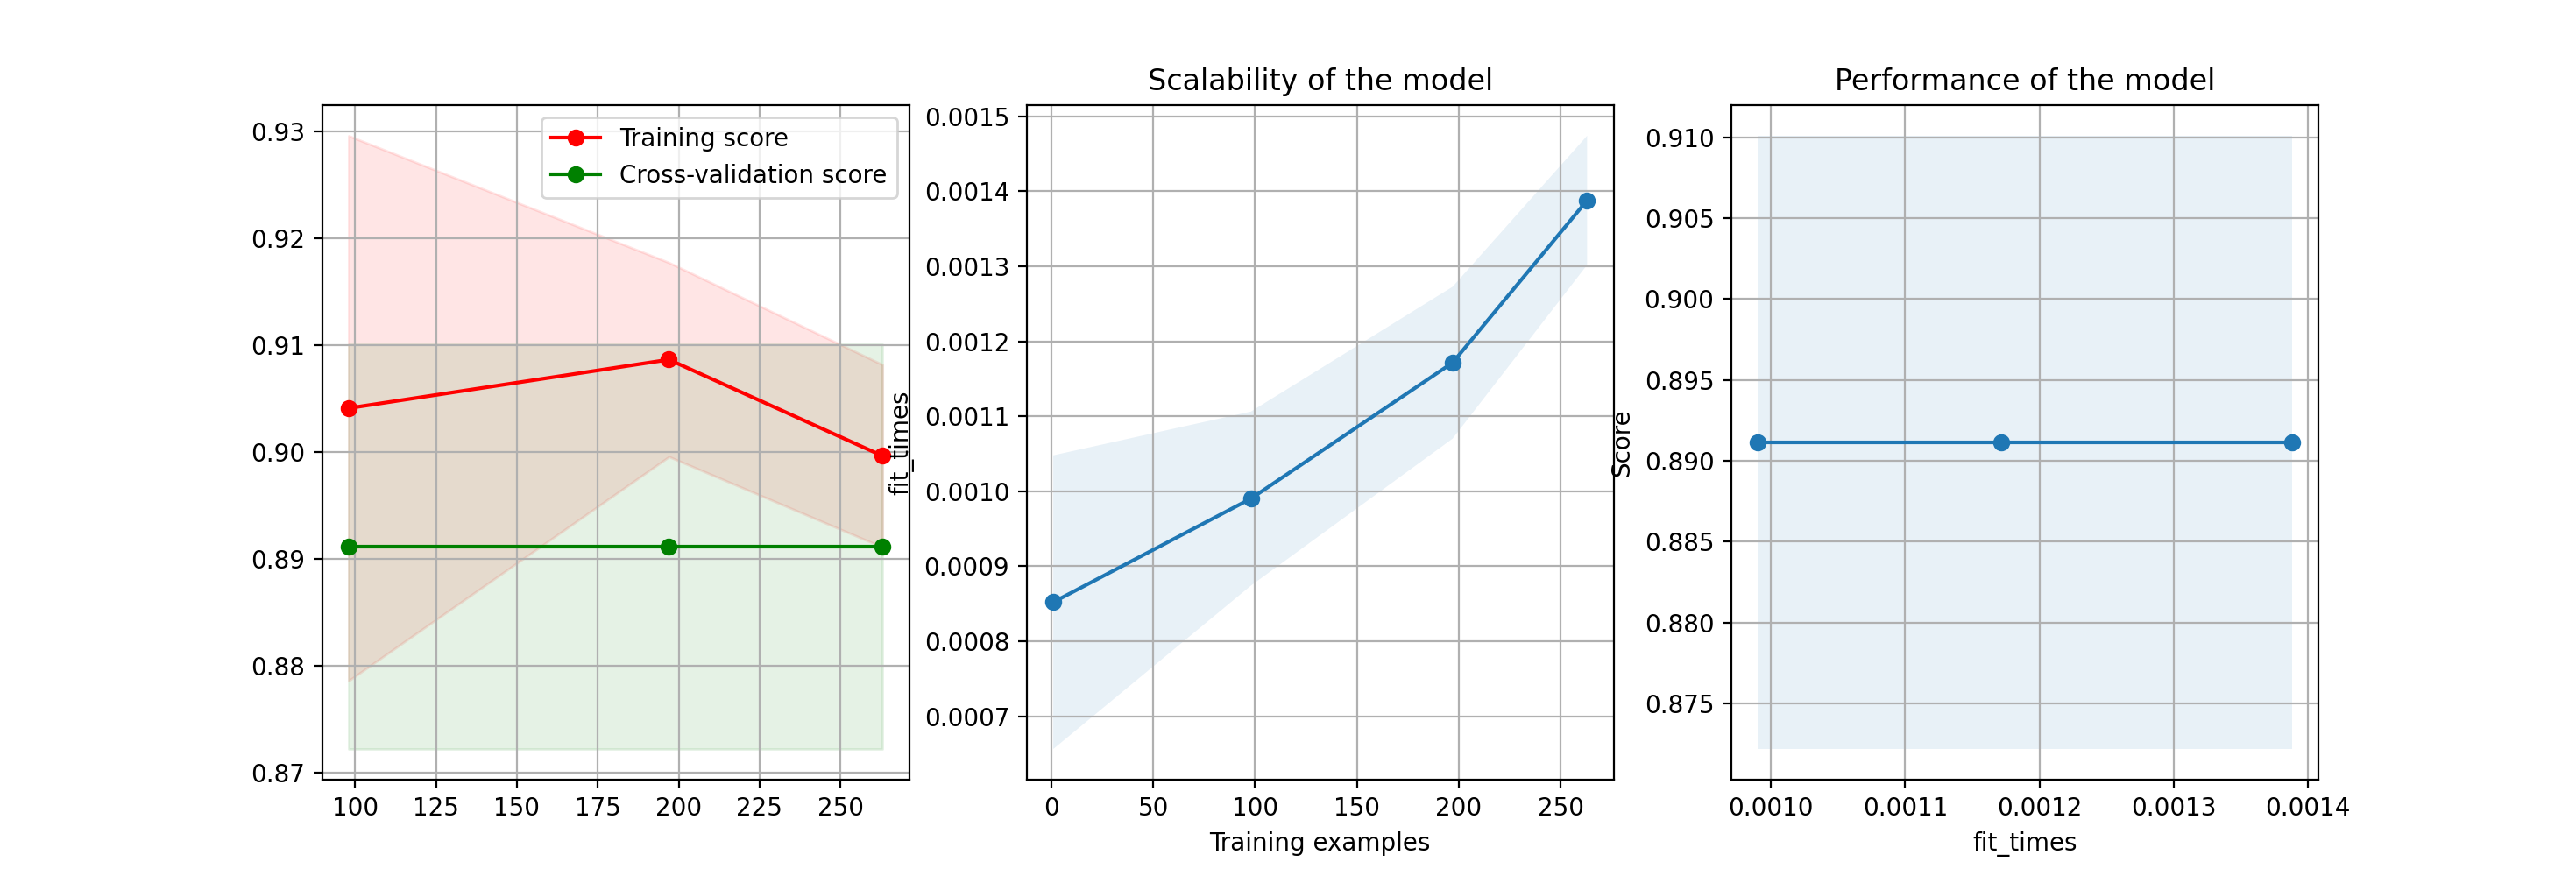 Training score
Cross-validation score
0.93
0.92
0.91
0.90
0.89
0.88
0.87
100 125 150 175 200 225 250
Scalability of the model
fit_times
0.0015
0.0014
0.0013
0.0012
0.0011
0.0010
0.0009
0.0008
0.0007
0 50 100 150 200 250
Training examples
Performance of the model
Score
0.910
0.905
0.900
0.895
0.890
0.885
0.880
0.875
0.0010 0.0011 0.0012 0.0013 0.0014
fit_times